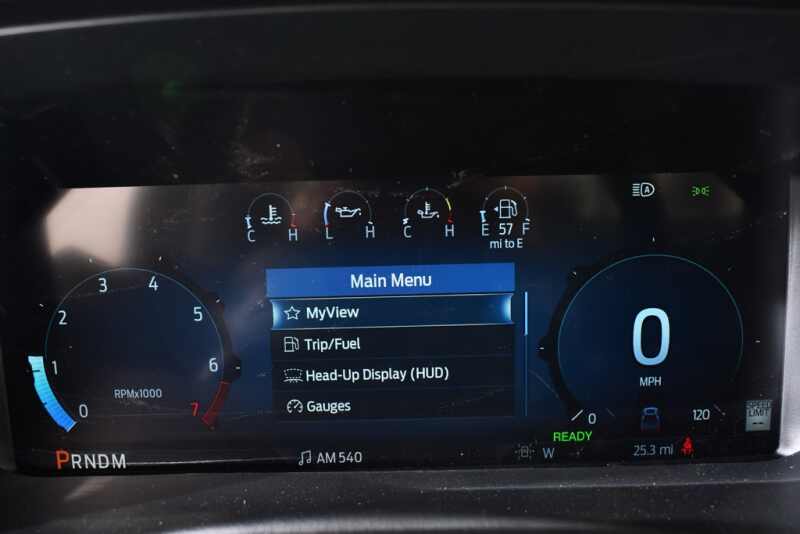 A
C H
L H
C H
E 57 F
mi to E
Main Menu
MyView
Trip/Fuel
Head-Up Display (HUD)
Gauges
0 1 2 3 4 5 6 7
RPMx1000
0
MPH
0 120
SPEED
LIMIT
--
READY
PRNDM
AM 540
W
25.3 mi